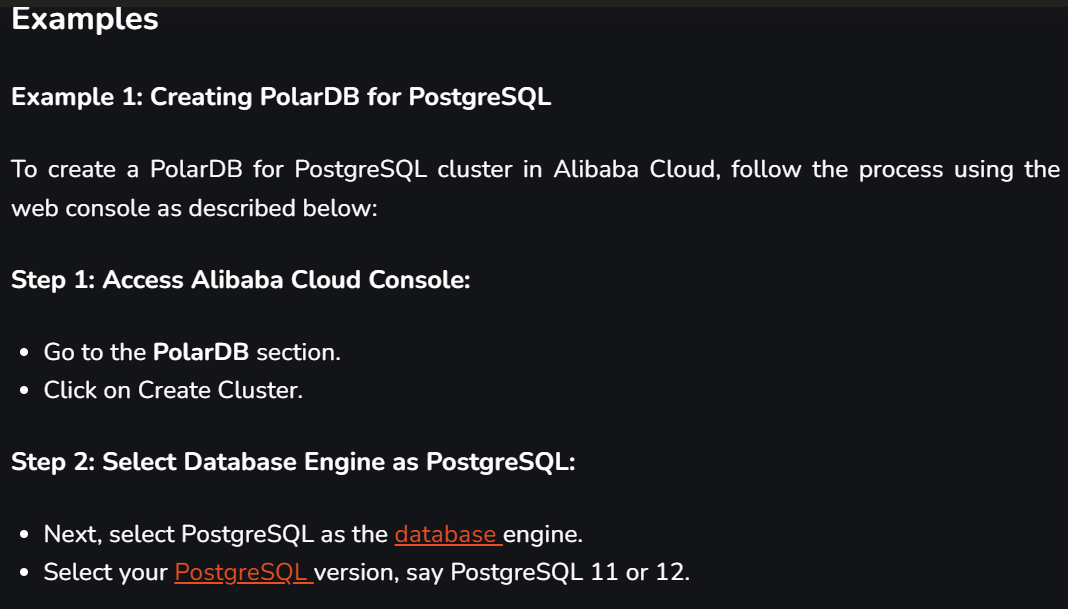 Examples
Example 1: Creating PolarDB for PostgreSQL
To create a PolarDB for PostgreSQL cluster in Alibaba Cloud, follow the process using the
web console as described below:
Step 1: Access Alibaba Cloud Console:
• Go to the PolarDB section.
• Click on Create Cluster.
Step 2: Select Database Engine as PostgreSQL:
• Next, select PostgreSQL as the database engine.
• Select your PostgreSQL version, say PostgreSQL 11 or 12.